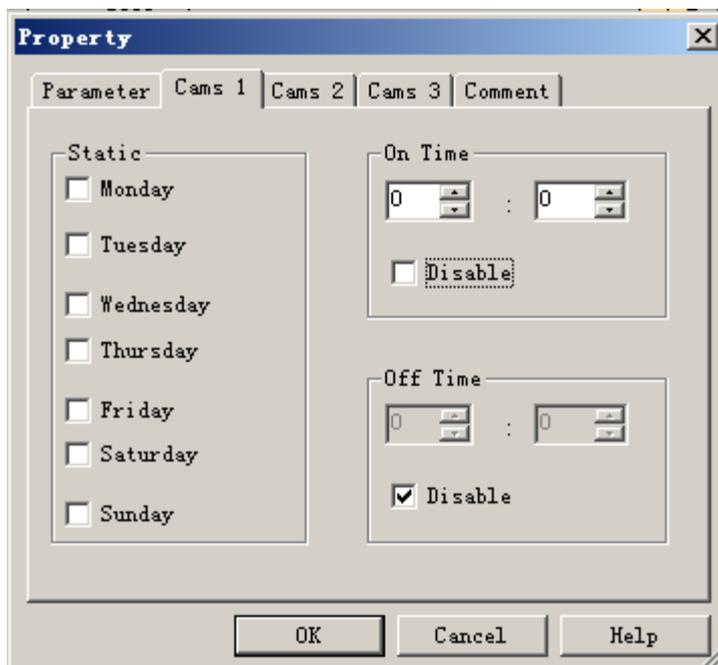 Property
Parameter Cams 1 Cams 2 Cams 3 Comment
Static
Monday
Tuesday
Wednesday
Thursday
Friday
Saturday
Sunday
On Time
0 : 0
Disable
Off Time
0 : 0
Disable
OK Cancel Help